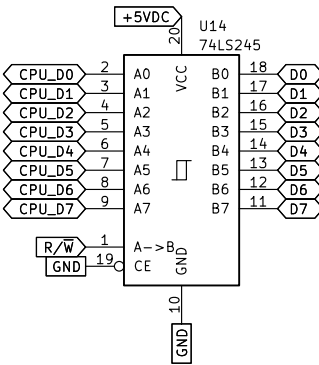 +5VDC
U14
74LS245
20
VCC
CPU_D0 2 A0 B0 18 D0
CPU_D1 3 A1 B1 17 D1
CPU_D2 4 A2 B2 16 D2
CPU_D3 5 A3 B3 15 D3
CPU_D4 6 A4 B4 14 D4
CPU_D5 7 A5 B5 13 D5
CPU_D6 8 A6 B6 12 D6
CPU_D7 9 A7 B7 11 D7
R/W̅ 1 A->B
GND 19 CE
GND
10
GND